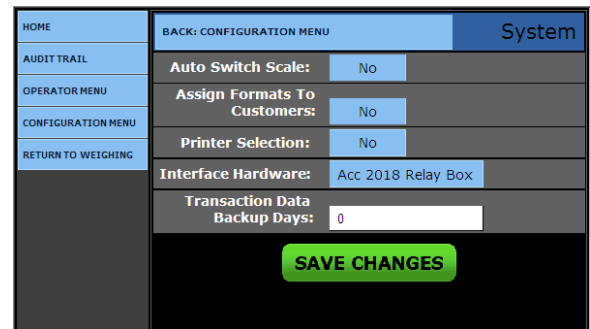 HOME
AUDIT TRAIL
OPERATOR MENU
CONFIGURATION MENU
RETURN TO WEIGHING
BACK: CONFIGURATION MENU
System
Auto Switch Scale: No
Assign Formats To
Customers: No
Printer Selection: No
Interface Hardware: Acc 2018 Relay Box
Transaction Data
Backup Days: 0
SAVE CHANGES